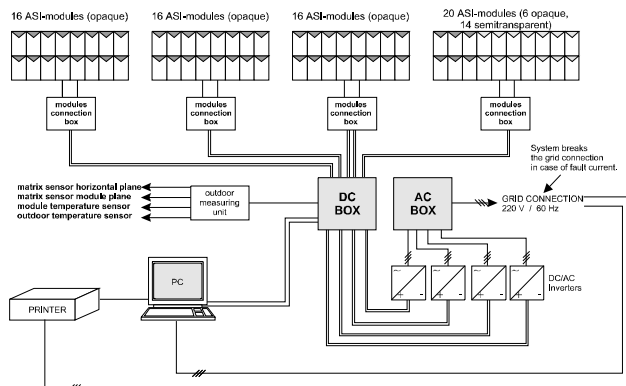 16 ASI-modules (opaque)
16 ASI-modules (opaque)
16 ASI-modules (opaque)
20 ASI-modules (6 opaque,
14 semitransparent)
modules
connection
box
modules
connection
box
modules
connection
box
modules
connection
box
System breaks
the grid connection
in case of fault current.
matrix sensor horizontal plane
matrix sensor module plane
module temperature sensor
outdoor temperature sensor
outdoor
measuring
unit
DC
BOX
AC
BOX
GRID CONNECTION
220 V / 60 Hz
DC/AC
Inverters
PC
PRINTER